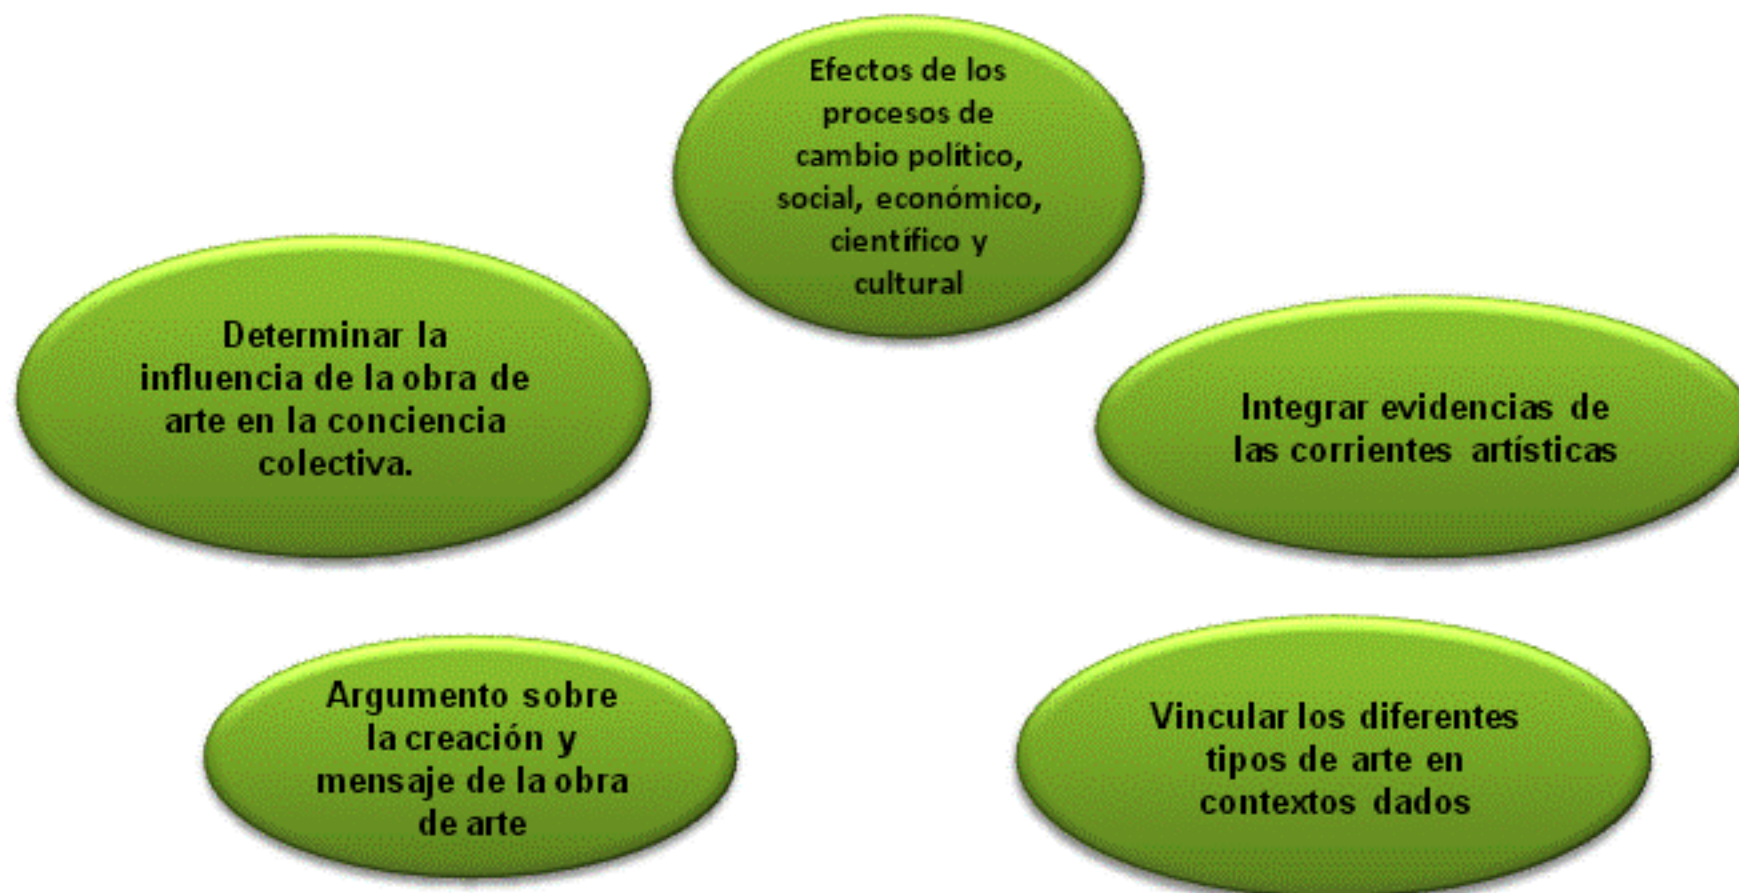 Efectos de los
procesos de
cambio político,
social, económico,
científico y
cultural
Determinar la
influencia de la obra de
arte en la conciencia
colectiva.
Integrar evidencias de
las corrientes artísticas
Argumento sobre
la creación y
mensaje de la obra
de arte
Vincular los diferentes
tipos de arte en
contextos dados